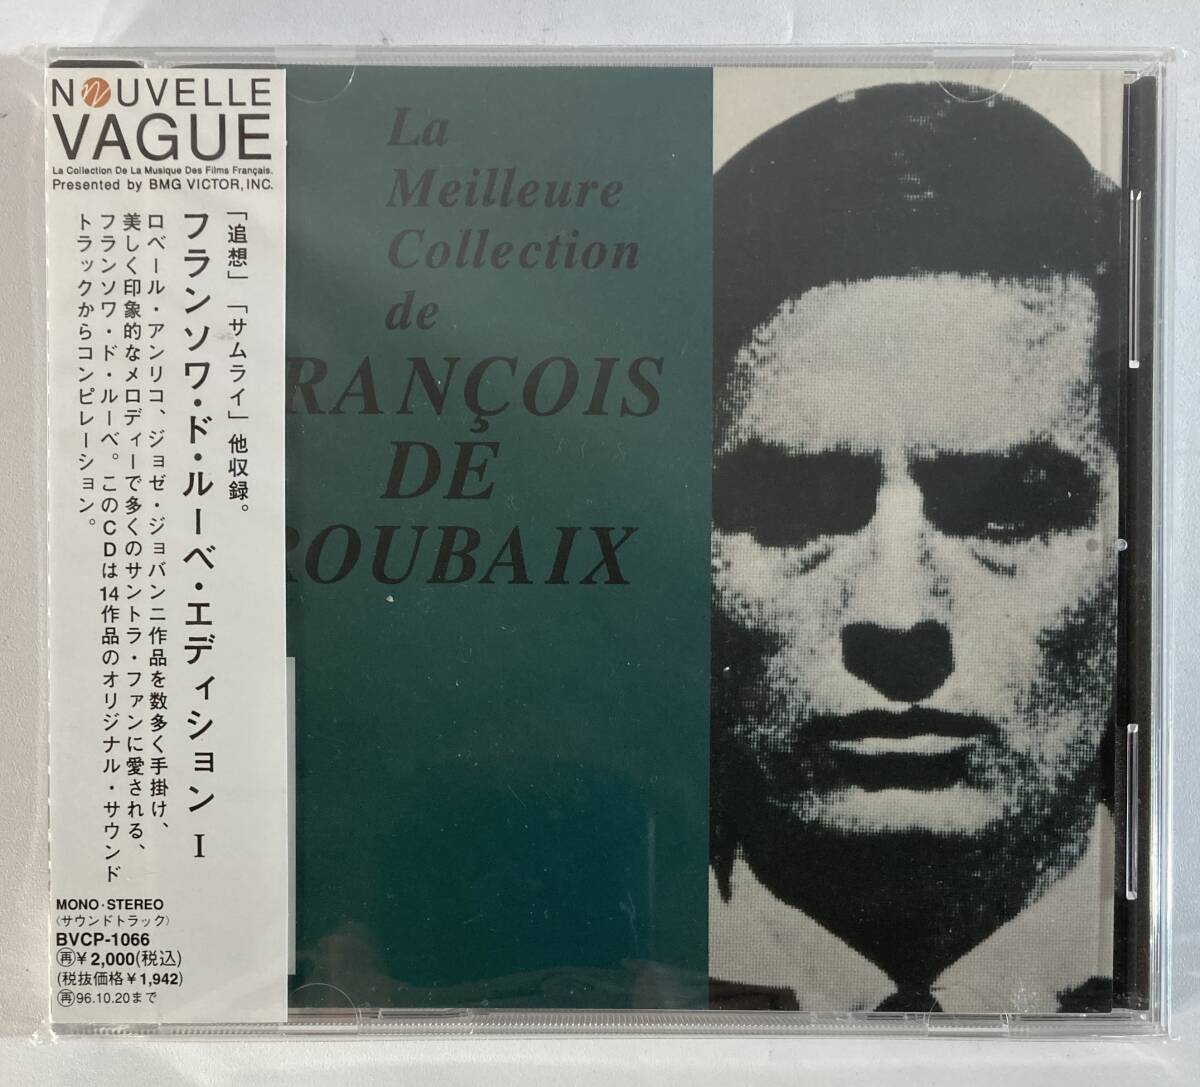 NOUVELLE
VAGUE
La Collection De La Musique Des Films Français.
Presented by BMG VICTOR, INC.
「追想」「サムライ」他収録。
フランソワ・ド・ルーベ・エディション I
ロベール・アンリコ、ジョゼ・ジョバンニ作品を数多く手掛け、
美しく印象的なメロディーで多くのサントラ・ファンに愛される、
フランソワ・ド・ルーベ。このCDは14作品のオリジナル・サウンド
トラックからコンピレーション。
MONO・STEREO
〈サウンドトラック〉
BVCP-1066
㊢¥2,000(税込)
(税抜価格¥1,942)
㊢96.10.20まで
La
Meilleure
Collection
de
RANÇOIS
DE
ROUBAIX